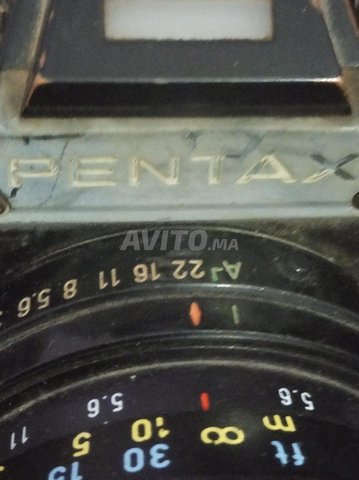 PENTAX
AVITO.MA
A 22 16 11 8 5.6
5.6 5.6
11
ft m ∞ 10 5
30 15